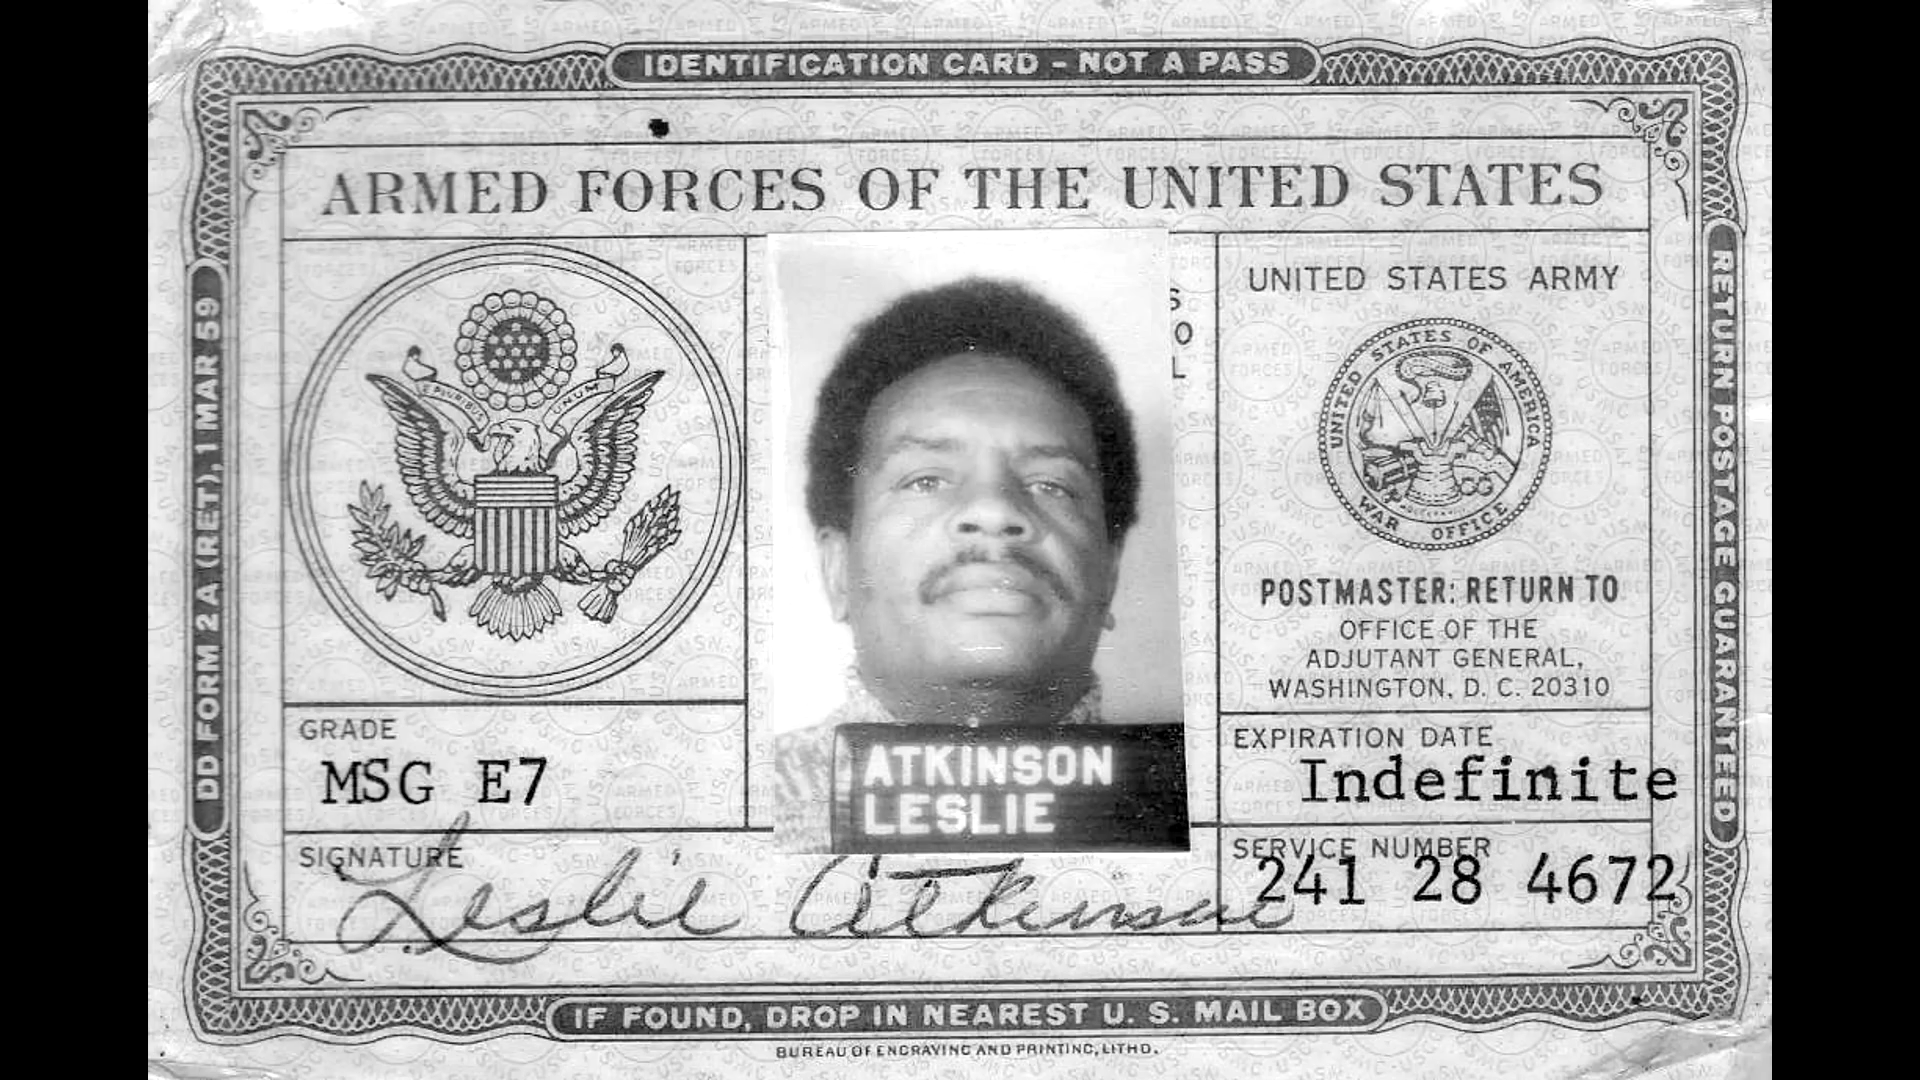 IDENTIFICATION CARD - NOT A PASS
ARMED FORCES OF THE UNITED STATES
DD FORM 2 A (RET), 1 MAR 59
E PLURIBUS UNUM
GRADE
MSG E7
SIGNATURE
Leslie Atkinson
ATKINSON
LESLIE
UNITED STATES ARMY
UNITED STATES OF AMERICA
WAR OFFICE
POSTMASTER: RETURN TO
OFFICE OF THE
ADJUTANT GENERAL,
WASHINGTON, D. C. 20310
EXPIRATION DATE
Indefinite
SERVICE NUMBER
241 28 4672
RETURN POSTAGE GUARANTEED
IF FOUND, DROP IN NEAREST U. S. MAIL BOX
BUREAU OF ENGRAVING AND PRINTING, LITHO.